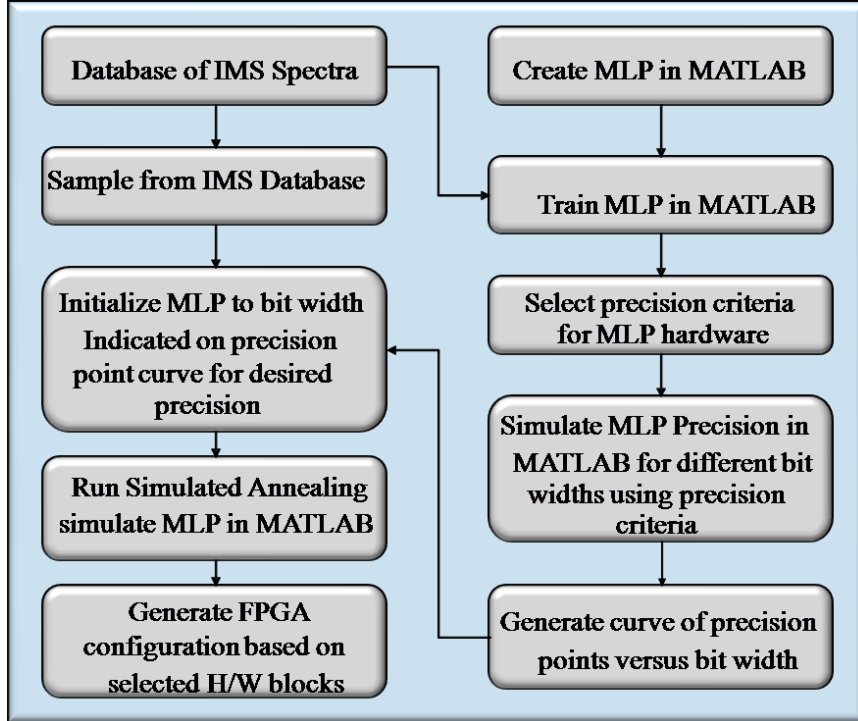 Database of IMS Spectra
Sample from IMS Database
Initialize MLP to bit width
Indicated on precision
point curve for desired
precision
Run Simulated Annealing
simulate MLP in MATLAB
Generate FPGA
configuration based on
selected H/W blocks
Create MLP in MATLAB
Train MLP in MATLAB
Select precision criteria
for MLP hardware
Simulate MLP Precision in
MATLAB for different bit
widths using precision
criteria
Generate curve of precision
points versus bit width